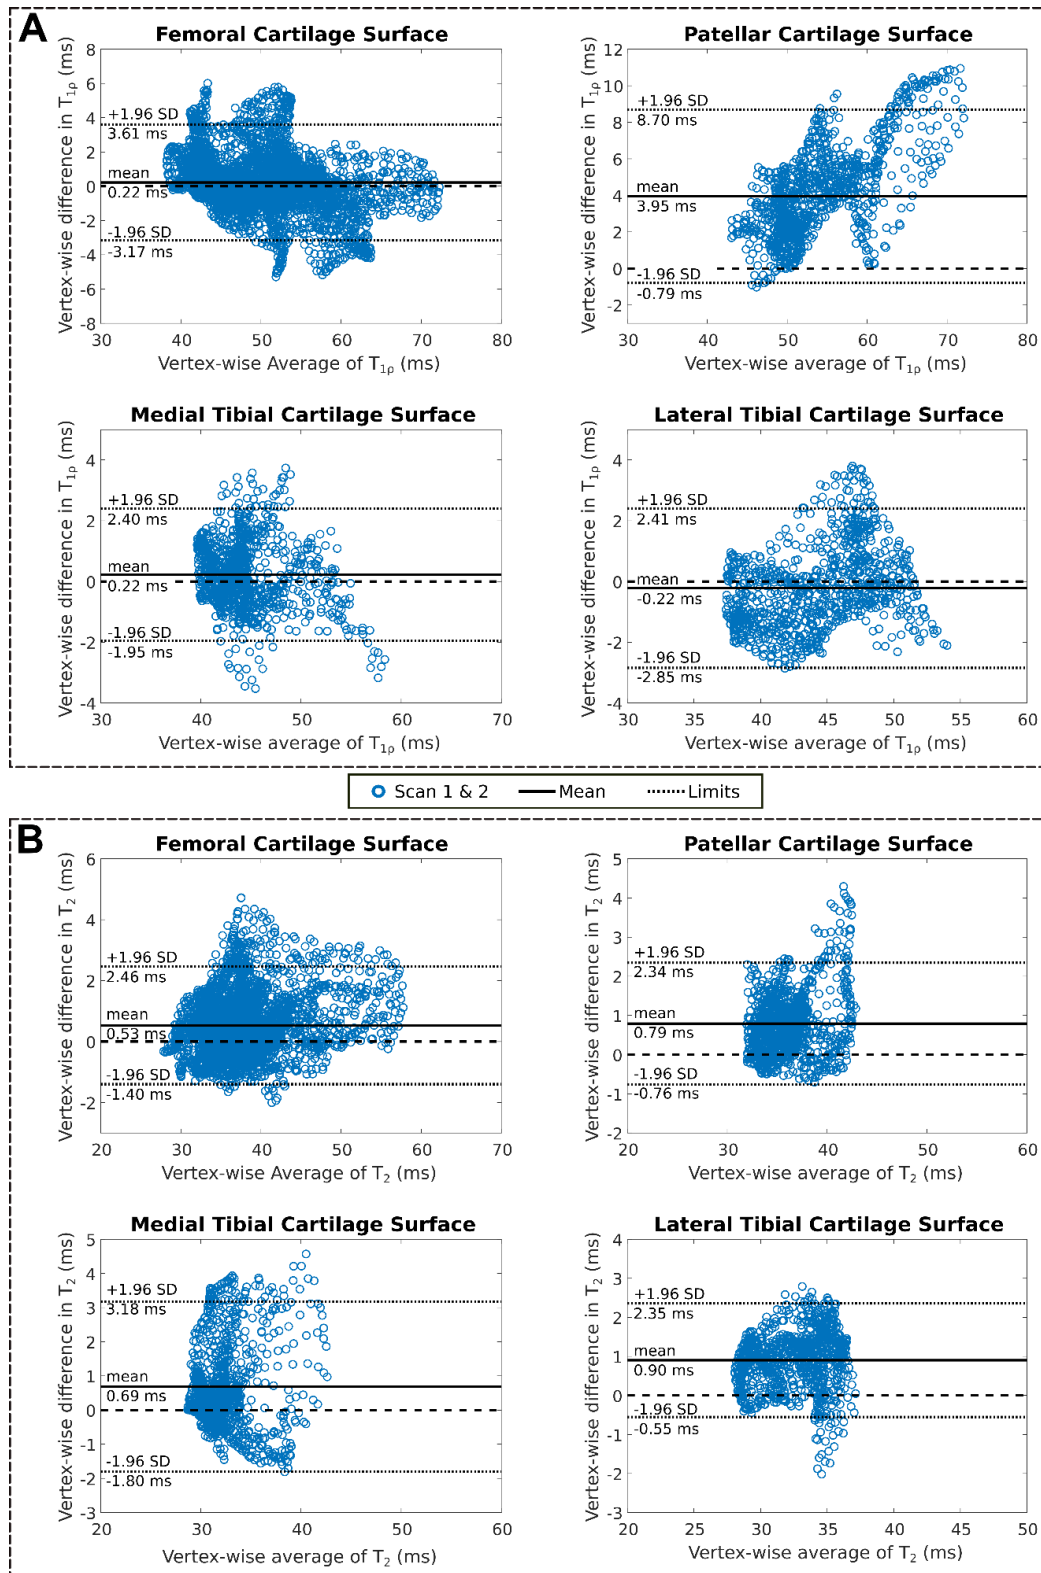 A
Femoral Cartilage Surface
Vertex-wise difference in T1ρ (ms)
8
6
4
2
0
-2
-4
-6
-8
+1.96 SD
3.61 ms
mean
0.22 ms
-1.96 SD
-3.17 ms
30 40 50 60 70 80
Vertex-wise Average of T1ρ (ms)
Patellar Cartilage Surface
Vertex-wise difference in T1ρ (ms)
12
10
8
6
4
2
0
-2
+1.96 SD
8.70 ms
mean
3.95 ms
-1.96 SD
-0.79 ms
30 40 50 60 70 80
Vertex-wise average of T1ρ (ms)
Medial Tibial Cartilage Surface
Vertex-wise difference in T1ρ (ms)
4
2
0
-2
-4
+1.96 SD
2.40 ms
mean
0.22 ms
-1.96 SD
-1.95 ms
30 40 50 60 70
Vertex-wise average of T1ρ (ms)
Lateral Tibial Cartilage Surface
Vertex-wise difference in T1ρ (ms)
4
2
0
-2
-4
+1.96 SD
2.41 ms
mean
-0.22 ms
-1.96 SD
-2.85 ms
30 35 40 45 50 55 60
Vertex-wise average of T1ρ (ms)
Scan 1 & 2 Mean Limits
B
Femoral Cartilage Surface
Vertex-wise difference in T2 (ms)
6
4
2
0
-2
+1.96 SD
2.46 ms
mean
0.53 ms
-1.96 SD
-1.40 ms
20 30 40 50 60 70
Vertex-wise Average of T2 (ms)
Patellar Cartilage Surface
Vertex-wise difference in T2 (ms)
5
4
3
2
1
0
-1
-2
+1.96 SD
2.34 ms
mean
0.79 ms
-1.96 SD
-0.76 ms
20 30 40 50 60
Vertex-wise average of T2 (ms)
Medial Tibial Cartilage Surface
Vertex-wise difference in T2 (ms)
5
4
3
2
1
0
-1
-2
-3
+1.96 SD
3.18 ms
mean
0.69 ms
-1.96 SD
-1.80 ms
20 30 40 50 60
Vertex-wise average of T2 (ms)
Lateral Tibial Cartilage Surface
Vertex-wise difference in T2 (ms)
4
3
2
1
0
-1
-2
-3
+1.96 SD
2.35 ms
mean
0.90 ms
-1.96 SD
-0.55 ms
20 25 30 35 40 45 50
Vertex-wise average of T2 (ms)